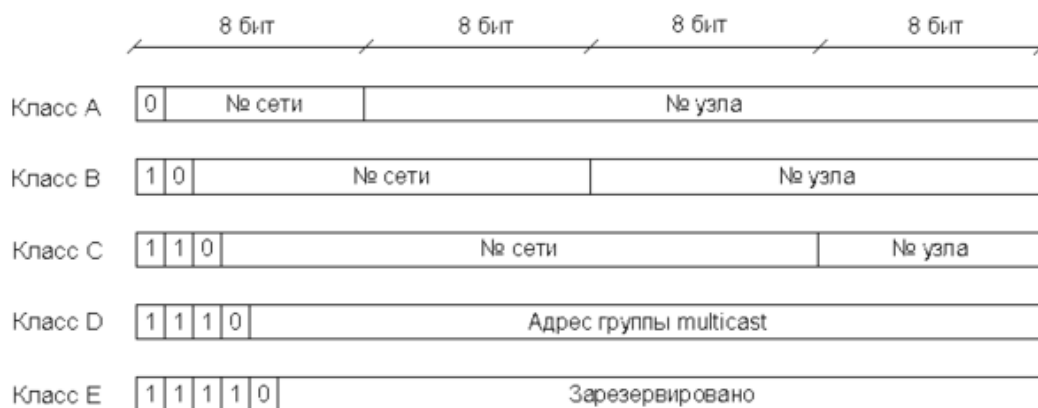 8 бит 8 бит 8 бит 8 бит
Класс A 0 № сети № узла
Класс B 1 0 № сети № узла
Класс C 1 1 0 № сети № узла
Класс D 1 1 1 0 Адрес группы multicast
Класс E 1 1 1 1 0 Зарезервировано